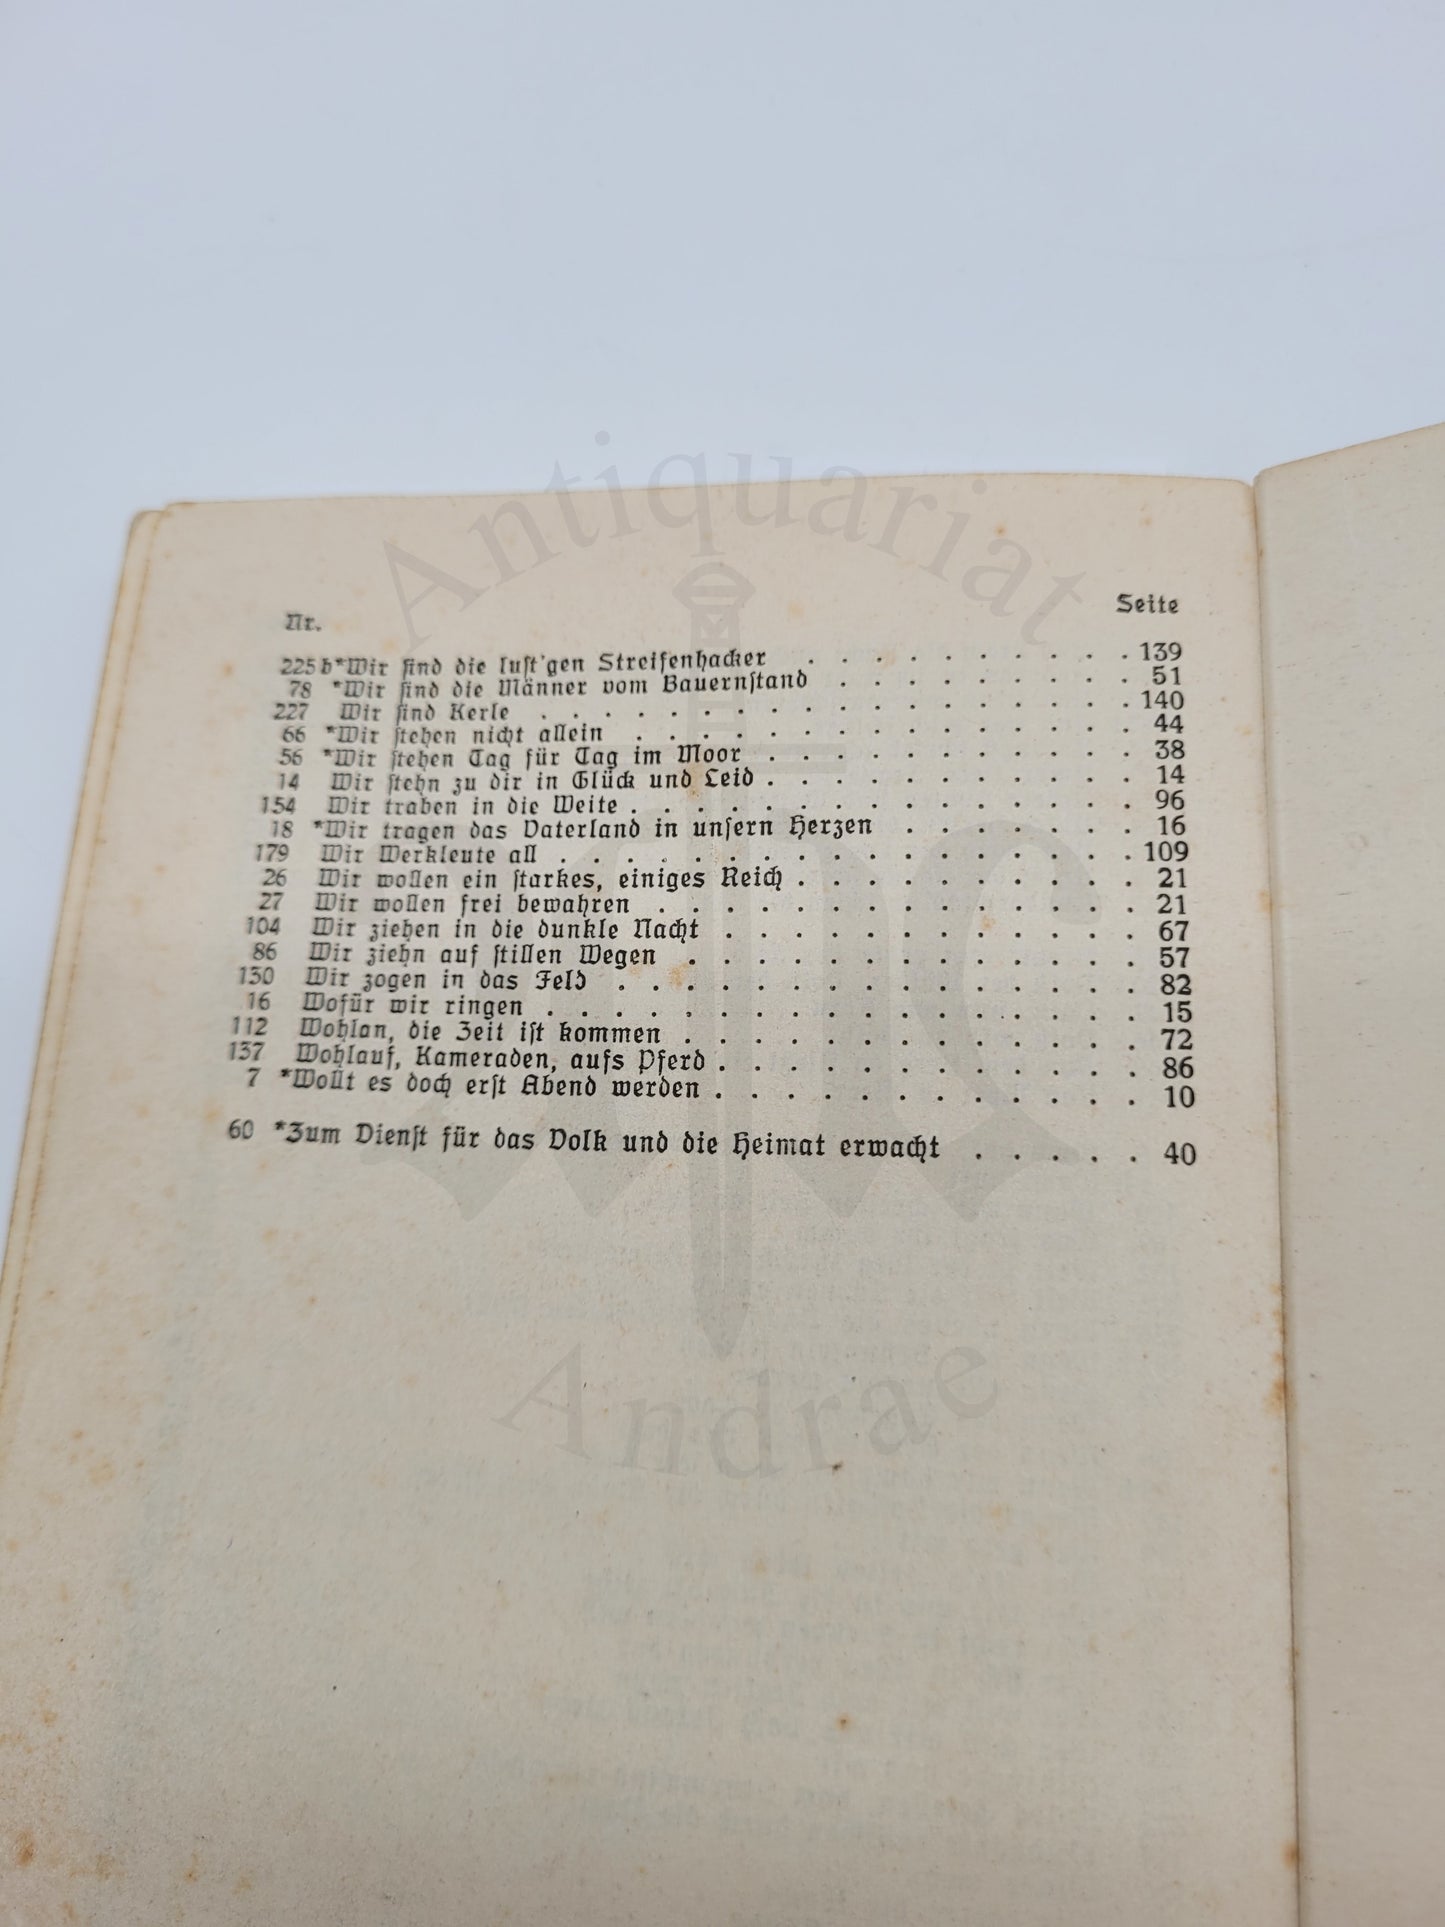 Antiquariat
Nr. Seite
225 b *Wir sind die lust'gen Streifenhacker . . . . . . . . . . 139
78 *Wir sind die Männer vom Bauernstand . . . . . . . . . 51
227 Wir sind Kerle . . . . . . . . . . . . . . . . . . . 140
66 *Wir stehen nicht allein . . . . . . . . . . . . . . 44
56 *Wir stehen Tag für Tag im Moor . . . . . . . . . . . 38
14 Wir stehn zu dir in Glück und Leid . . . . . . . . . . . 14
154 Wir traben in die Weite . . . . . . . . . . . . . . . 96
18 *Wir tragen das Vaterland in unsern Herzen . . . . . . . 16
179 Wir Werkleute all . . . . . . . . . . . . . . . . . 109
26 Wir wollen ein starkes, einiges Reich . . . . . . . . . . 21
27 Wir wollen frei bewahren . . . . . . . . . . . . . 21
104 Wir ziehen in die dunkle Nacht . . . . . . . . . . . . 67
86 Wir ziehn auf stillen Wegen . . . . . . . . . . . . . 57
130 Wir zogen in das Feld . . . . . . . . . . . . . . . 82
16 Wofür wir ringen . . . . . . . . . . . . . . . . . 15
112 Wohlan, die Zeit ist kommen . . . . . . . . . . . . . 72
137 Wohlauf, Kameraden, aufs Pferd . . . . . . . . . . . . 86
7 *Wollt es doch erst Abend werden . . . . . . . . . . . . 10
60 *Zum Dienst für das Volk und die Heimat erwacht . . . . . 40
Andrae